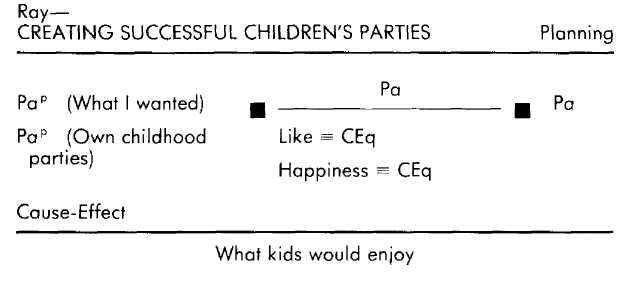 Ray—
CREATING SUCCESSFUL CHILDREN'S PARTIES Planning
Pa
Paᵖ (What I wanted) ■ ■ Pa
Paᵖ (Own childhood Like ≡ CEq
parties)
Happiness ≡ CEq
Cause-Effect
What kids would enjoy